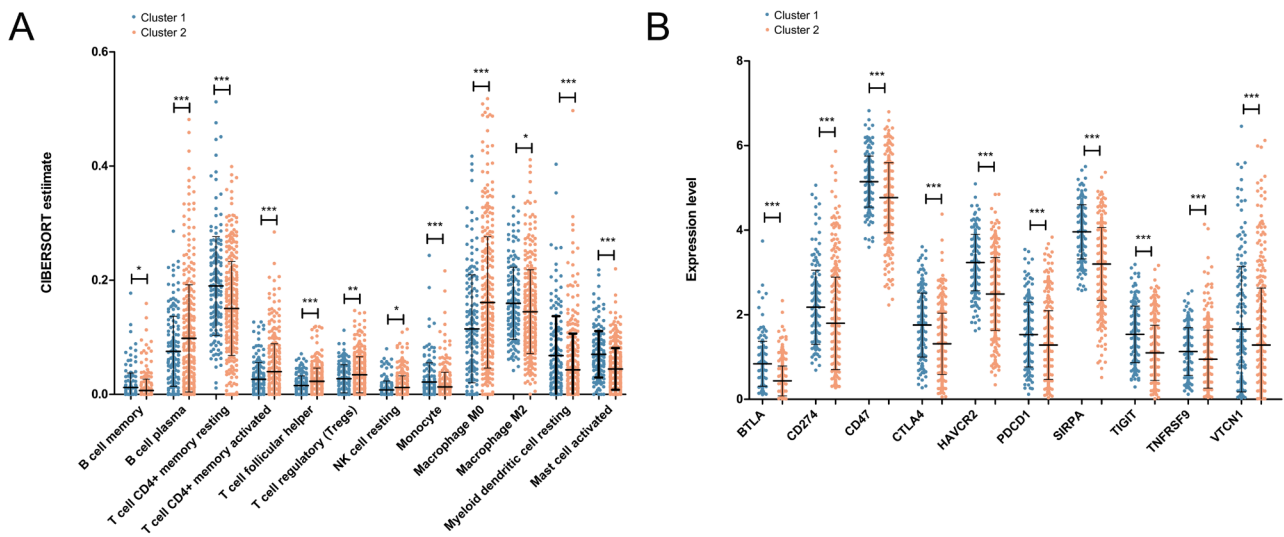 A
Cluster 1
Cluster 2
CIBERSORT estiimate
0.6
0.4
0.2
0.0
*
***
***
***
***
**
*
***
***
*
***
***
B cell memory
B cell plasma
T cell CD4+ memory resting
T cell CD4+ memory activated
T cell follicular helper
T cell regulatory (Tregs)
NK cell resting
Monocyte
Macrophage M0
Macrophage M2
Myeloid dendritic cell resting
Mast cell activated
B
Cluster 1
Cluster 2
Expression level
8
6
4
2
0
***
***
***
***
***
***
***
***
***
***
BTLA
CD274
CD47
CTLA4
HAVCR2
PDCD1
SIRPA
TIGIT
TNFRSF9
VTCN1